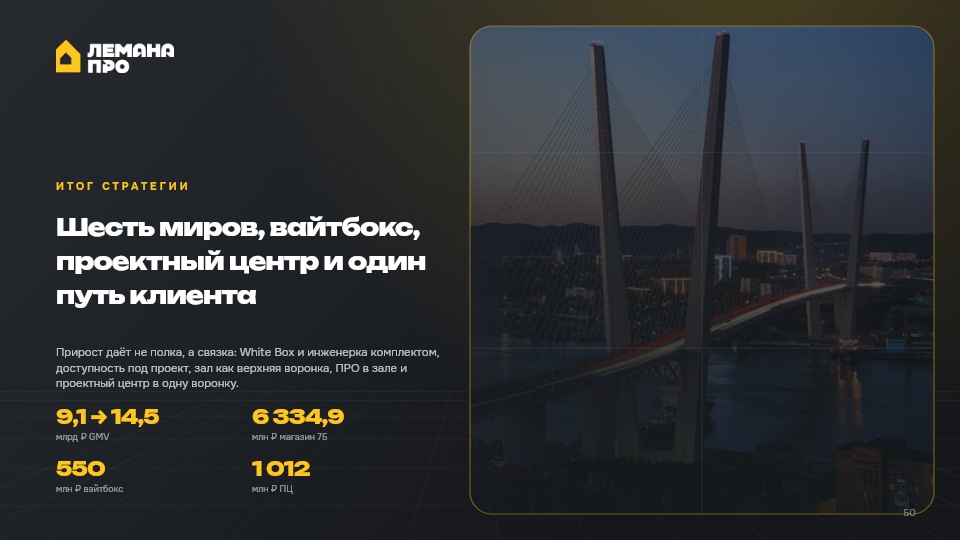 ЛЕМАНА
ПРО
ИТОГ СТРАТЕГИИ
Шесть миров, вайтбокс,
проектный центр и один
путь клиента
Прирост даёт не полка, а связка: White Box и инженерка комплектом,
доступность под проект, зал как верхняя воронка, ПРО в зале и
проектный центр в одну воронку.
9,1 → 14,5
млрд ₽ GMV
6 334,9
млн ₽ магазин 75
550
млн ₽ вайтбокс
1 012
млн ₽ ПЦ
50